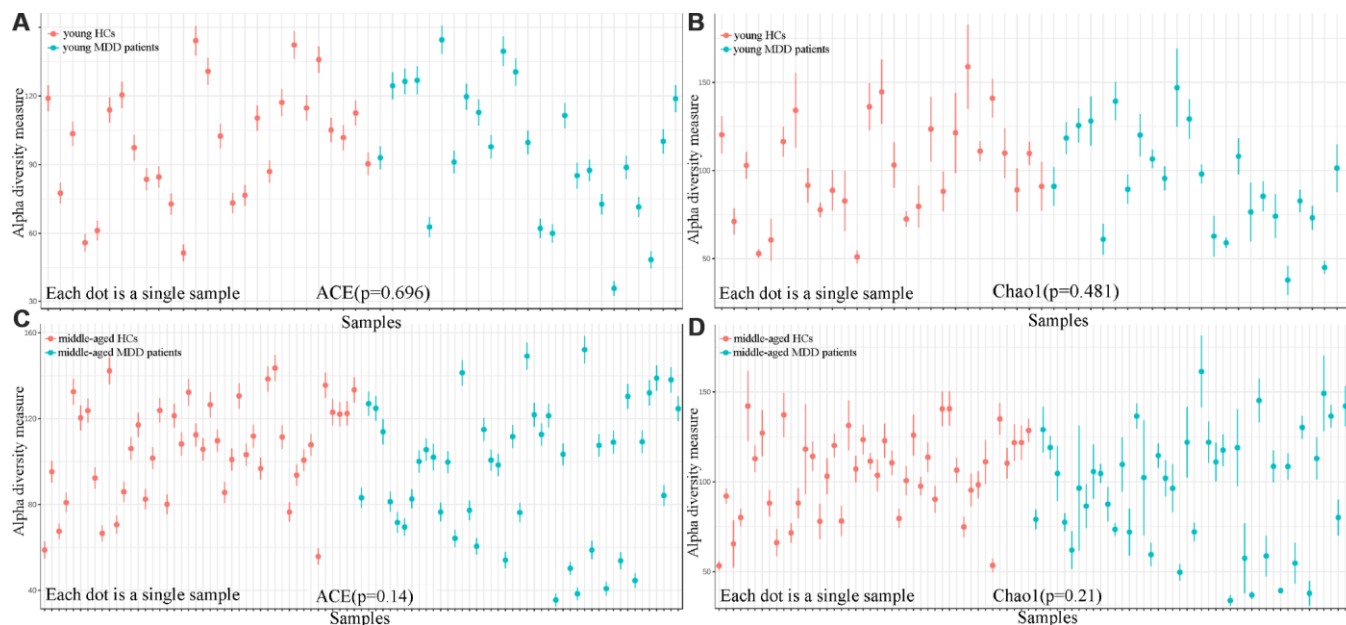 A
young HCs
young MDD patients
Alpha diversity measure
120
90
60
30
Each dot is a single sample
ACE(p=0.696)
Samples
B
young HCs
young MDD patients
Alpha diversity measure
150
100
50
Each dot is a single sample
Chao1(p=0.481)
Samples
C
middle-aged HCs
middle-aged MDD patients
Alpha diversity measure
160
120
80
40
Each dot is a single sample
ACE(p=0.14)
Samples
D
middle-aged HCs
middle-aged MDD patients
Alpha diversity measure
150
100
50
Each dot is a single sample
Chao1(p=0.21)
Samples